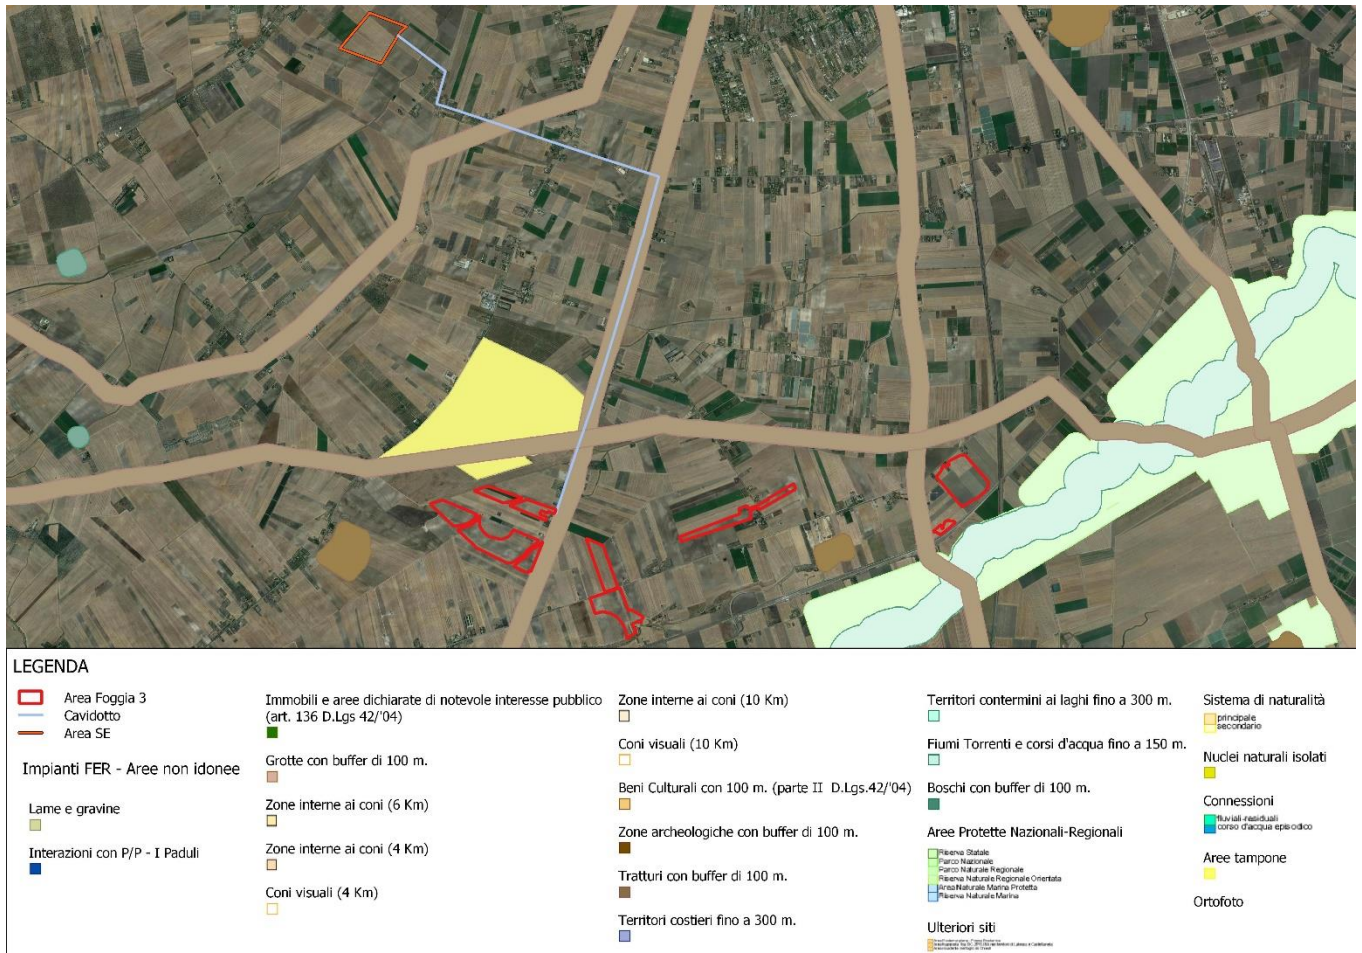 LEGENDA
Area Foggia 3
Cavidotto
Area SE
Impianti FER - Aree non idonee
Lame e gravine
Interazioni con P/P - I Paduli
Immobili e aree dichiarate di notevole interesse pubblico
(art. 136 D.Lgs 42/'04)
Grotte con buffer di 100 m.
Zone interne ai coni (6 Km)
Zone interne ai coni (4 Km)
Coni visuali (4 Km)
Zone interne ai coni (10 Km)
Coni visuali (10 Km)
Beni Culturali con 100 m. (parte II D.Lgs.42/'04)
Zone archeologiche con buffer di 100 m.
Tratturi con buffer di 100 m.
Territori costieri fino a 300 m.
Territori contermini ai laghi fino a 300 m.
Fiumi Torrenti e corsi d'acqua fino a 150 m.
Boschi con buffer di 100 m.
Aree Protette Nazionali-Regionali
Riserva Statale
Parco Nazionale
Parco Naturale Regionale
Riserva Naturale Regionale Orientata
Area Naturale Marina Protetta
Riserva Naturale Marina
Ulteriori siti
Sistema di naturalità
principale
secondario
Nuclei naturali isolati
Connessioni
fluviali-residuali
corso d'acqua episodico
Aree tampone
Ortofoto